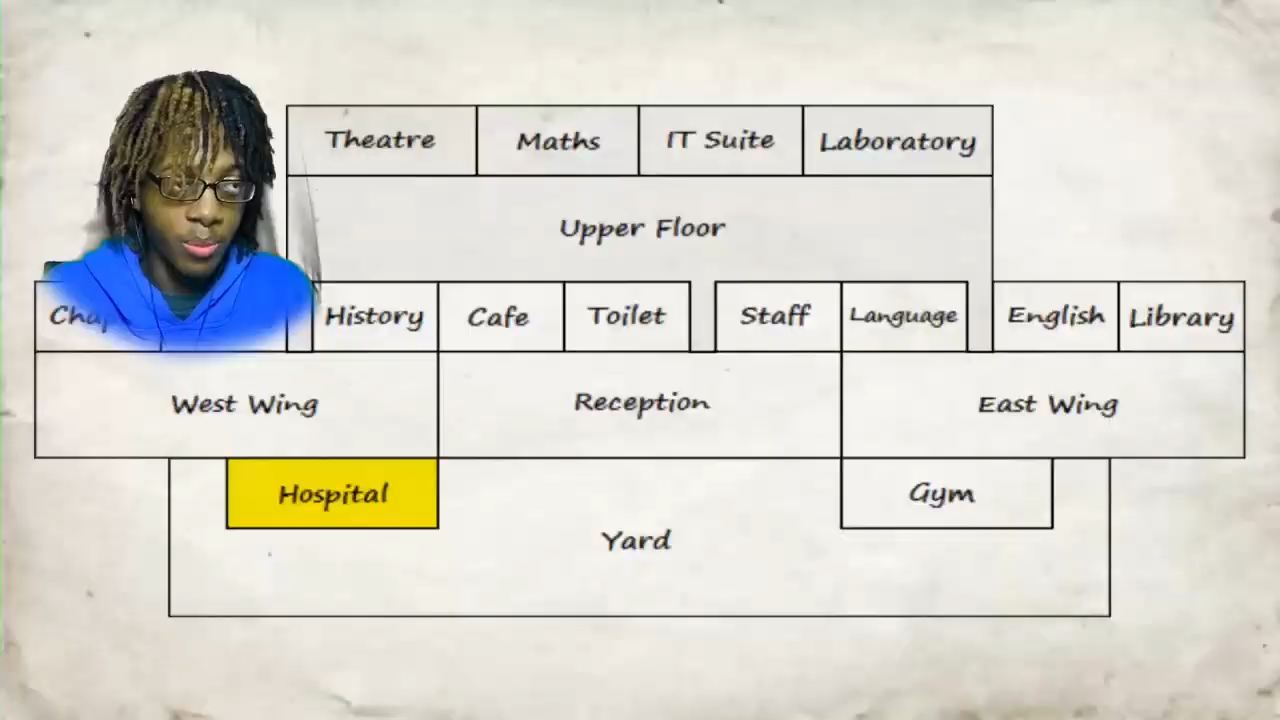 Theatre Maths IT Suite Laboratory
Upper Floor
History Cafe Toilet Staff Language English Library
West Wing Reception East Wing
Hospital Gym
Yard